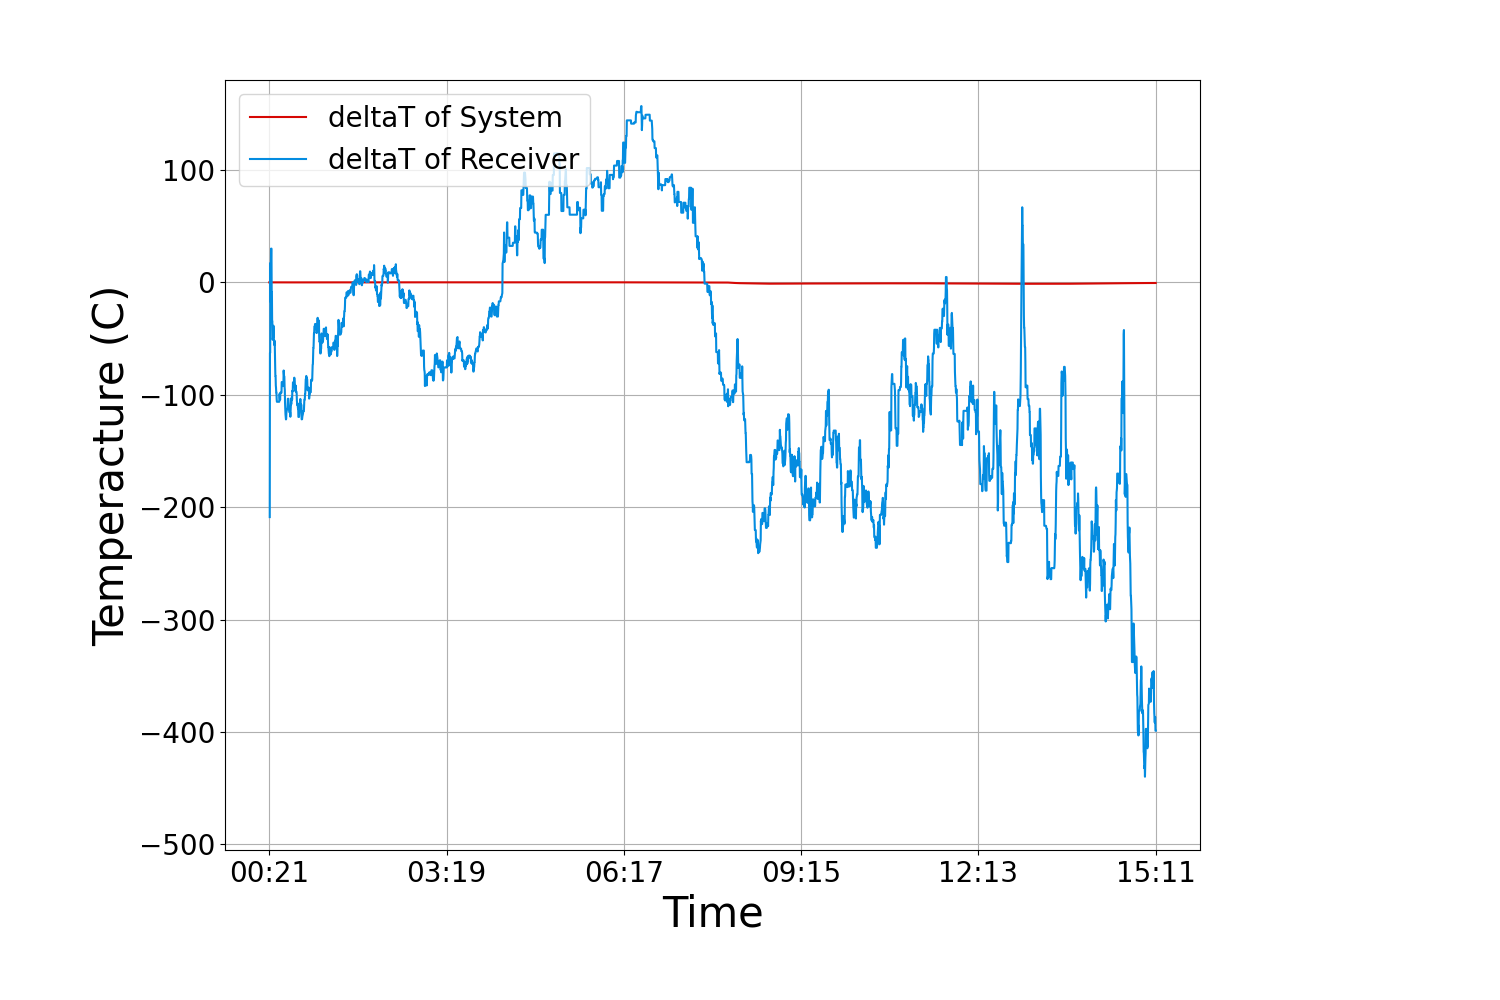 deltaT of System
deltaT of Receiver
100
0
−100
−200
−300
−400
−500
Temperacture (C)
00:21 03:19 06:17 09:15 12:13 15:11
Time